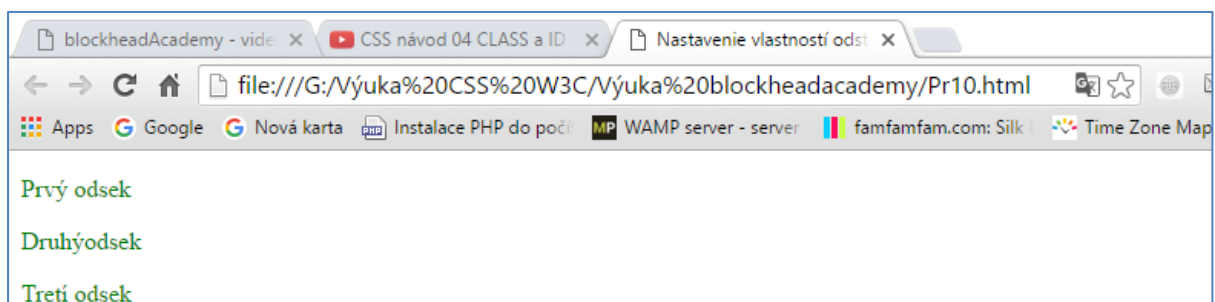 blockheadAcademy - vide CSS návod 04 CLASS a ID Nastavenie vlastností odst
file:///G:/Výuka%20CSS%20W3C/Výuka%20blockheadacademy/Pr10.html
Apps Google Nová karta Instalace PHP do počí WAMP server - server famfamfam.com: Silk Time Zone Map
Prvý odsek
Druhýodsek
Tretí odsek